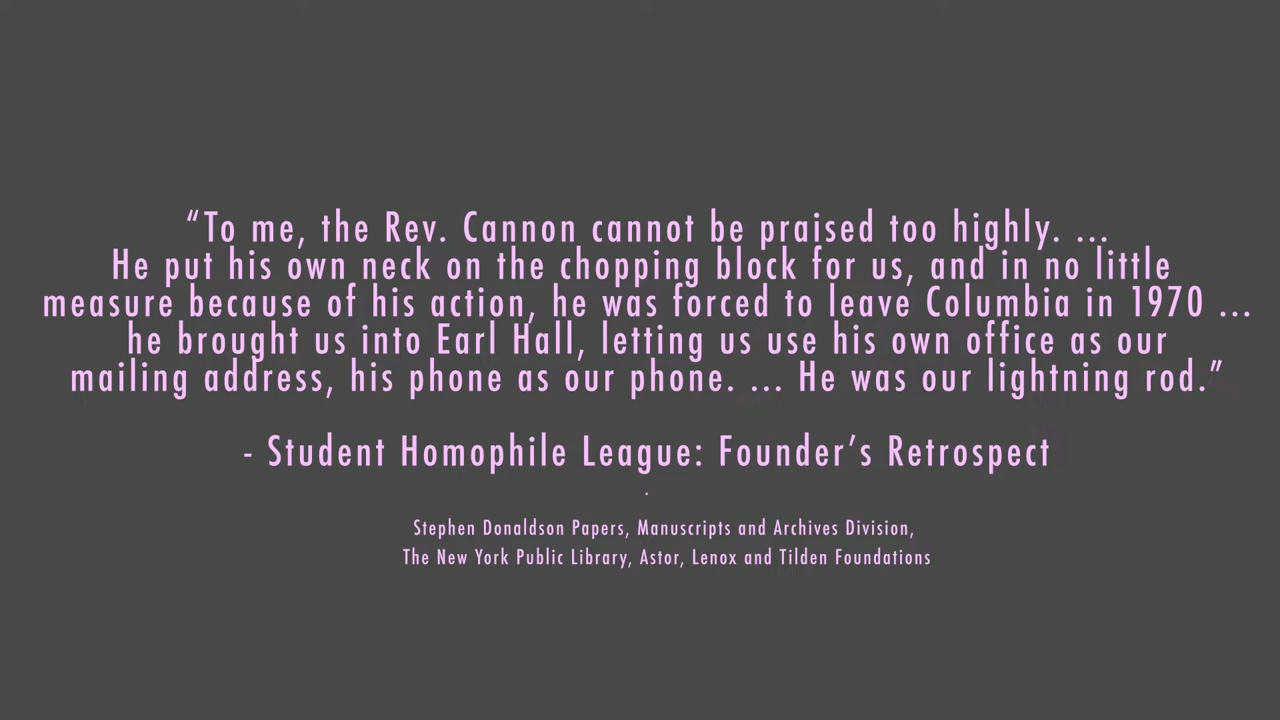 “To me, the Rev. Cannon cannot be praised too highly. ...
He put his own neck on the chopping block for us, and in no little
measure because of his action, he was forced to leave Columbia in 1970 ...
he brought us into Earl Hall, letting us use his own office as our
mailing address, his phone as our phone. ... He was our lightning rod.”
- Student Homophile League: Founder’s Retrospect
.
Stephen Donaldson Papers, Manuscripts and Archives Division,
The New York Public Library, Astor, Lenox and Tilden Foundations